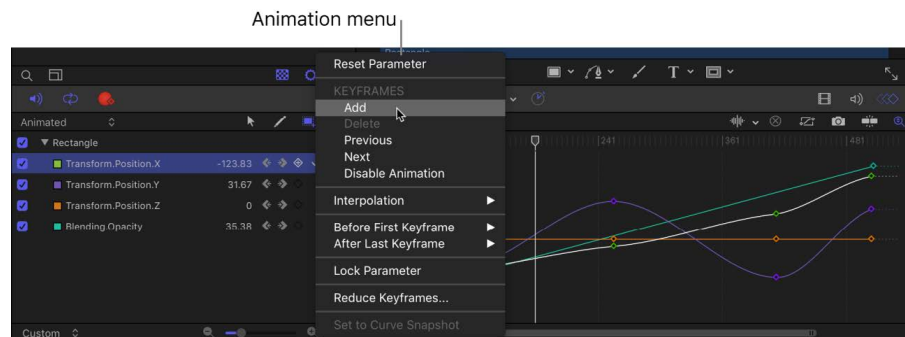 Animation menu
Rectangle
Reset Parameter
T
KEYFRAMES
Add
Delete
Previous
Next
Disable Animation
Interpolation
Before First Keyframe
After Last Keyframe
Lock Parameter
Reduce Keyframes...
Set to Curve Snapshot
Animated
Rectangle
Transform.Position.X -123.83
Transform.Position.Y 31.67
Transform.Position.Z 0
Blending.Opacity 35.38
Custom
241 361 481